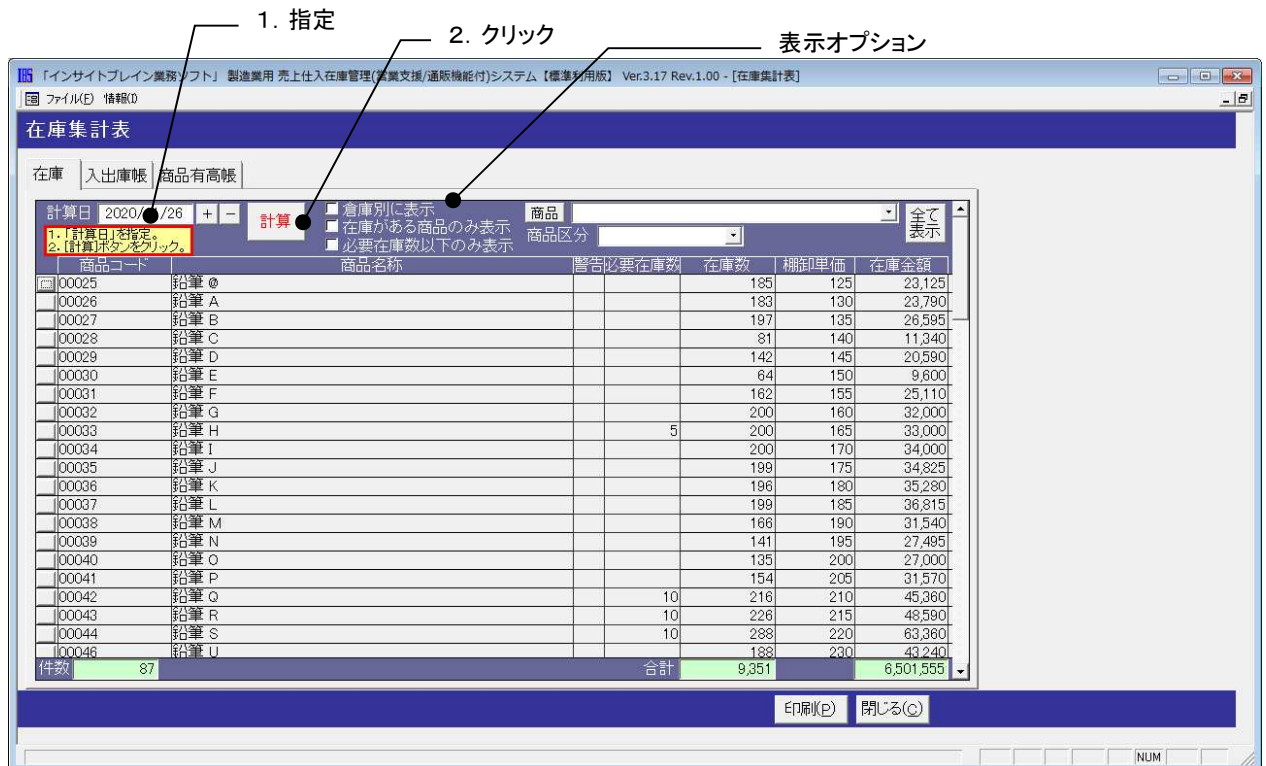 1．指定
2．クリック
表示オプション
「インサイトブレイン業務ソフト」 製造業用 売上仕入在庫管理(営業支援/通販機能付)システム 【標準利用版】 Ver.3.17 Rev.1.00 - [在庫集計表]
ファイル(F) 情報(I)
在庫集計表
在庫 入出庫帳 商品有高帳
計算日 2020/ /26 + - 計算
倉庫別に表示
在庫がある商品のみ表示
必要在庫数以下のみ表示
商品
商品区分
全て
表示
1.「計算日」を指定。
2.[計算]ボタンをクリック。
商品コード 商品名称 警告 必要在庫数 在庫数 棚卸単価 在庫金額
00025 鉛筆 @ 185 125 23,125
00026 鉛筆 A 183 130 23,790
00027 鉛筆 B 197 135 26,595
00028 鉛筆 C 81 140 11,340
00029 鉛筆 D 142 145 20,590
00030 鉛筆 E 64 150 9,600
00031 鉛筆 F 162 155 25,110
00032 鉛筆 G 200 160 32,000
00033 鉛筆 H 5 200 165 33,000
00034 鉛筆 I 200 170 34,000
00035 鉛筆 J 199 175 34,825
00036 鉛筆 K 196 180 35,280
00037 鉛筆 L 199 185 36,815
00038 鉛筆 M 166 190 31,540
00039 鉛筆 N 141 195 27,495
00040 鉛筆 O 135 200 27,000
00041 鉛筆 P 154 205 31,570
00042 鉛筆 Q 10 216 210 45,360
00043 鉛筆 R 10 226 215 48,590
00044 鉛筆 S 10 288 220 63,360
00046 鉛筆 U 188 230 43,240
件数 87 合計 9,351 6,501,555
印刷(P) 閉じる(C)
NUM